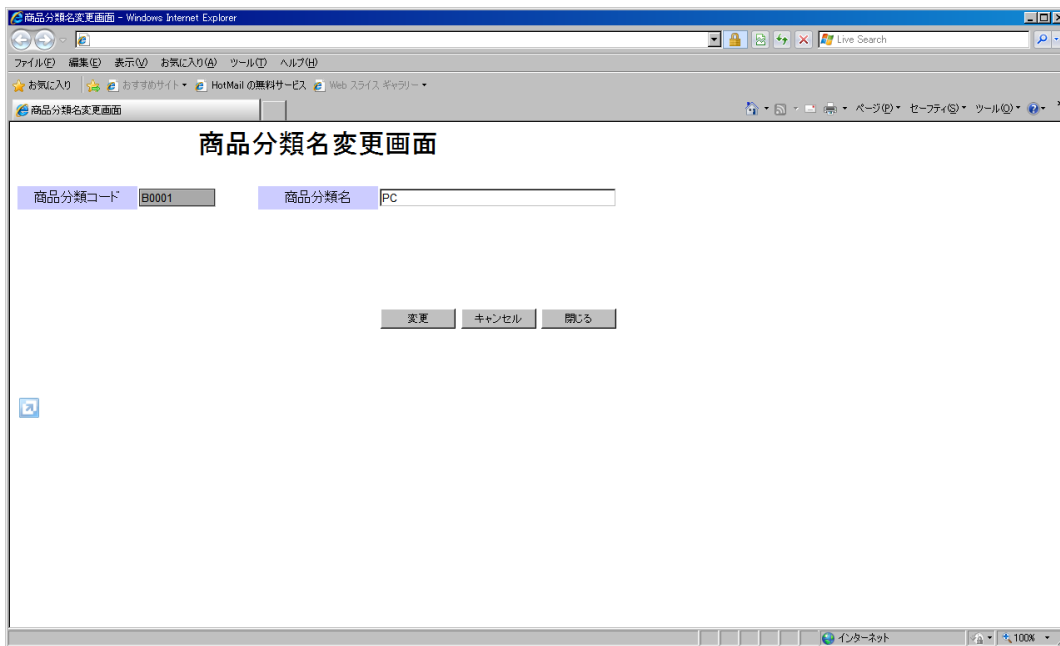 商品分類名変更画面 - Windows Internet Explorer
Live Search
ファイル(F) 編集(E) 表示(V) お気に入り(A) ツール(T) ヘルプ(H)
お気に入り おすすめサイト HotMail の無料サービス Web スライス ギャラリー
商品分類名変更画面 ページ(P) セーフティ(S) ツール(O)
商品分類名変更画面
商品分類コード B0001 商品分類名 PC
変更 キャンセル 閉じる
インターネット 100%